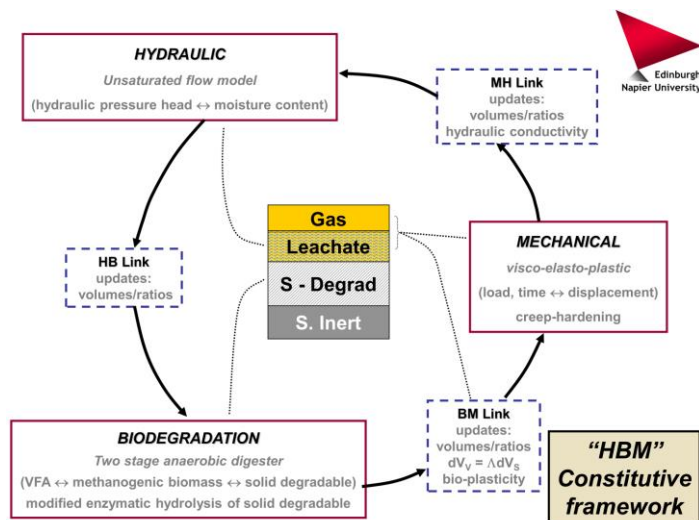 HYDRAULIC
Unsaturated flow model
(hydraulic pressure head ↔ moisture content)
Edinburgh
Napier University
MH Link
updates:
volumes/ratios
hydraulic conductivity
Gas
Leachate
S - Degrad
S. Inert
HB Link
updates:
volumes/ratios
MECHANICAL
visco-elasto-plastic
(load, time ↔ displacement)
creep-hardening
BIODEGRADATION
Two stage anaerobic digester
(VFA ↔ methanogenic biomass ↔ solid degradable)
modified enzymatic hydrolysis of solid degradable
BM Link
updates:
volumes/ratios
dVV = ΛdVS
bio-plasticity
“HBM”
Constitutive
framework